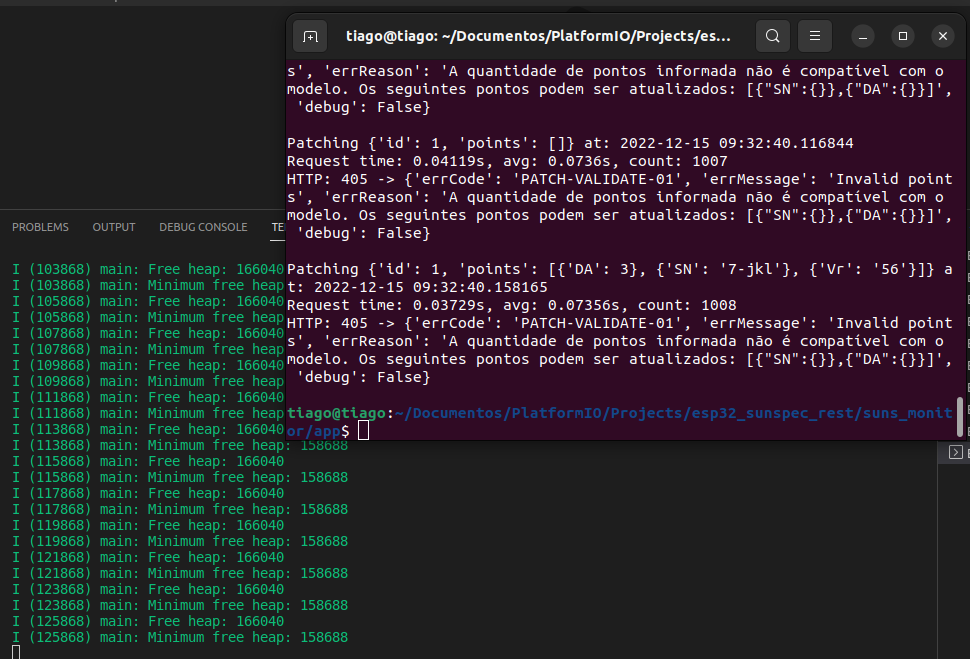 tiago@tiago: ~/Documentos/PlatformIO/Projects/es...
s', 'errReason': 'A quantidade de pontos informada não é compatível com o
modelo. Os seguintes pontos podem ser atualizados: [{"SN":{}},{"DA":{}}]',
'debug': False}
Patching {'id': 1, 'points': []} at: 2022-12-15 09:32:40.116844
Request time: 0.04119s, avg: 0.0736s, count: 1007
HTTP: 405 -> {'errCode': 'PATCH-VALIDATE-01', 'errMessage': 'Invalid point
s', 'errReason': 'A quantidade de pontos informada não é compatível com o
modelo. Os seguintes pontos podem ser atualizados: [{"SN":{}},{"DA":{}}]',
'debug': False}
Patching {'id': 1, 'points': [{'DA': 3}, {'SN': '7-jkl'}, {'Vr': '56'}]} a
t: 2022-12-15 09:32:40.158165
Request time: 0.03729s, avg: 0.07356s, count: 1008
HTTP: 405 -> {'errCode': 'PATCH-VALIDATE-01', 'errMessage': 'Invalid point
s', 'errReason': 'A quantidade de pontos informada não é compatível com o
modelo. Os seguintes pontos podem ser atualizados: [{"SN":{}},{"DA":{}}]',
'debug': False}
tiago@tiago:~/Documentos/PlatformIO/Projects/esp32_sunspec_rest/suns_monit
or/app$
PROBLEMS OUTPUT DEBUG CONSOLE TE
I (103868) main: Free heap: 166040
I (103868) main: Minimum free heap
I (105868) main: Free heap: 166040
I (105868) main: Minimum free heap
I (107868) main: Free heap: 166040
I (107868) main: Minimum free heap
I (109868) main: Free heap: 166040
I (109868) main: Minimum free heap
I (111868) main: Free heap: 166040
I (111868) main: Minimum free heap
I (113868) main: Free heap: 166040
I (113868) main: Minimum free heap: 158688
I (115868) main: Free heap: 166040
I (115868) main: Minimum free heap: 158688
I (117868) main: Free heap: 166040
I (117868) main: Minimum free heap: 158688
I (119868) main: Free heap: 166040
I (119868) main: Minimum free heap: 158688
I (121868) main: Free heap: 166040
I (121868) main: Minimum free heap: 158688
I (123868) main: Free heap: 166040
I (123868) main: Minimum free heap: 158688
I (125868) main: Free heap: 166040
I (125868) main: Minimum free heap: 158688